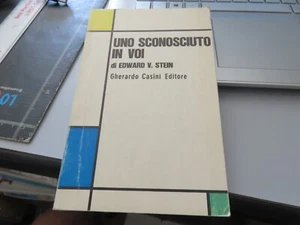 UNO SCONOSCIUTO
IN VOI
di EDWARD V. STEIN
Gherardo Casini Editore